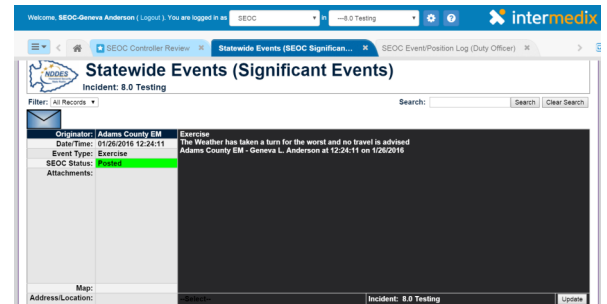 Welcome, SEOC-Geneva Anderson ( Logout ). You are logged in as SEOC in ---8.0 Testing intermedix
SEOC Controller Review × Statewide Events (SEOC Significan... × SEOC Event/Position Log (Duty Officer) ×
NDDES
Statewide Events (Significant Events)
Incident: 8.0 Testing
Filter: All Records Search: Search Clear Search
Originator: Adams County EM Exercise
Date/Time: 01/26/2016 12:24:11 The Weather has taken a turn for the worst and no travel is advised
Event Type: Exercise Adams County EM - Geneva L. Anderson at 12:24:11 on 1/26/2016
SEOC Status: Posted
Attachments:
Map:
Address/Location: --Select-- Incident: 8.0 Testing Update